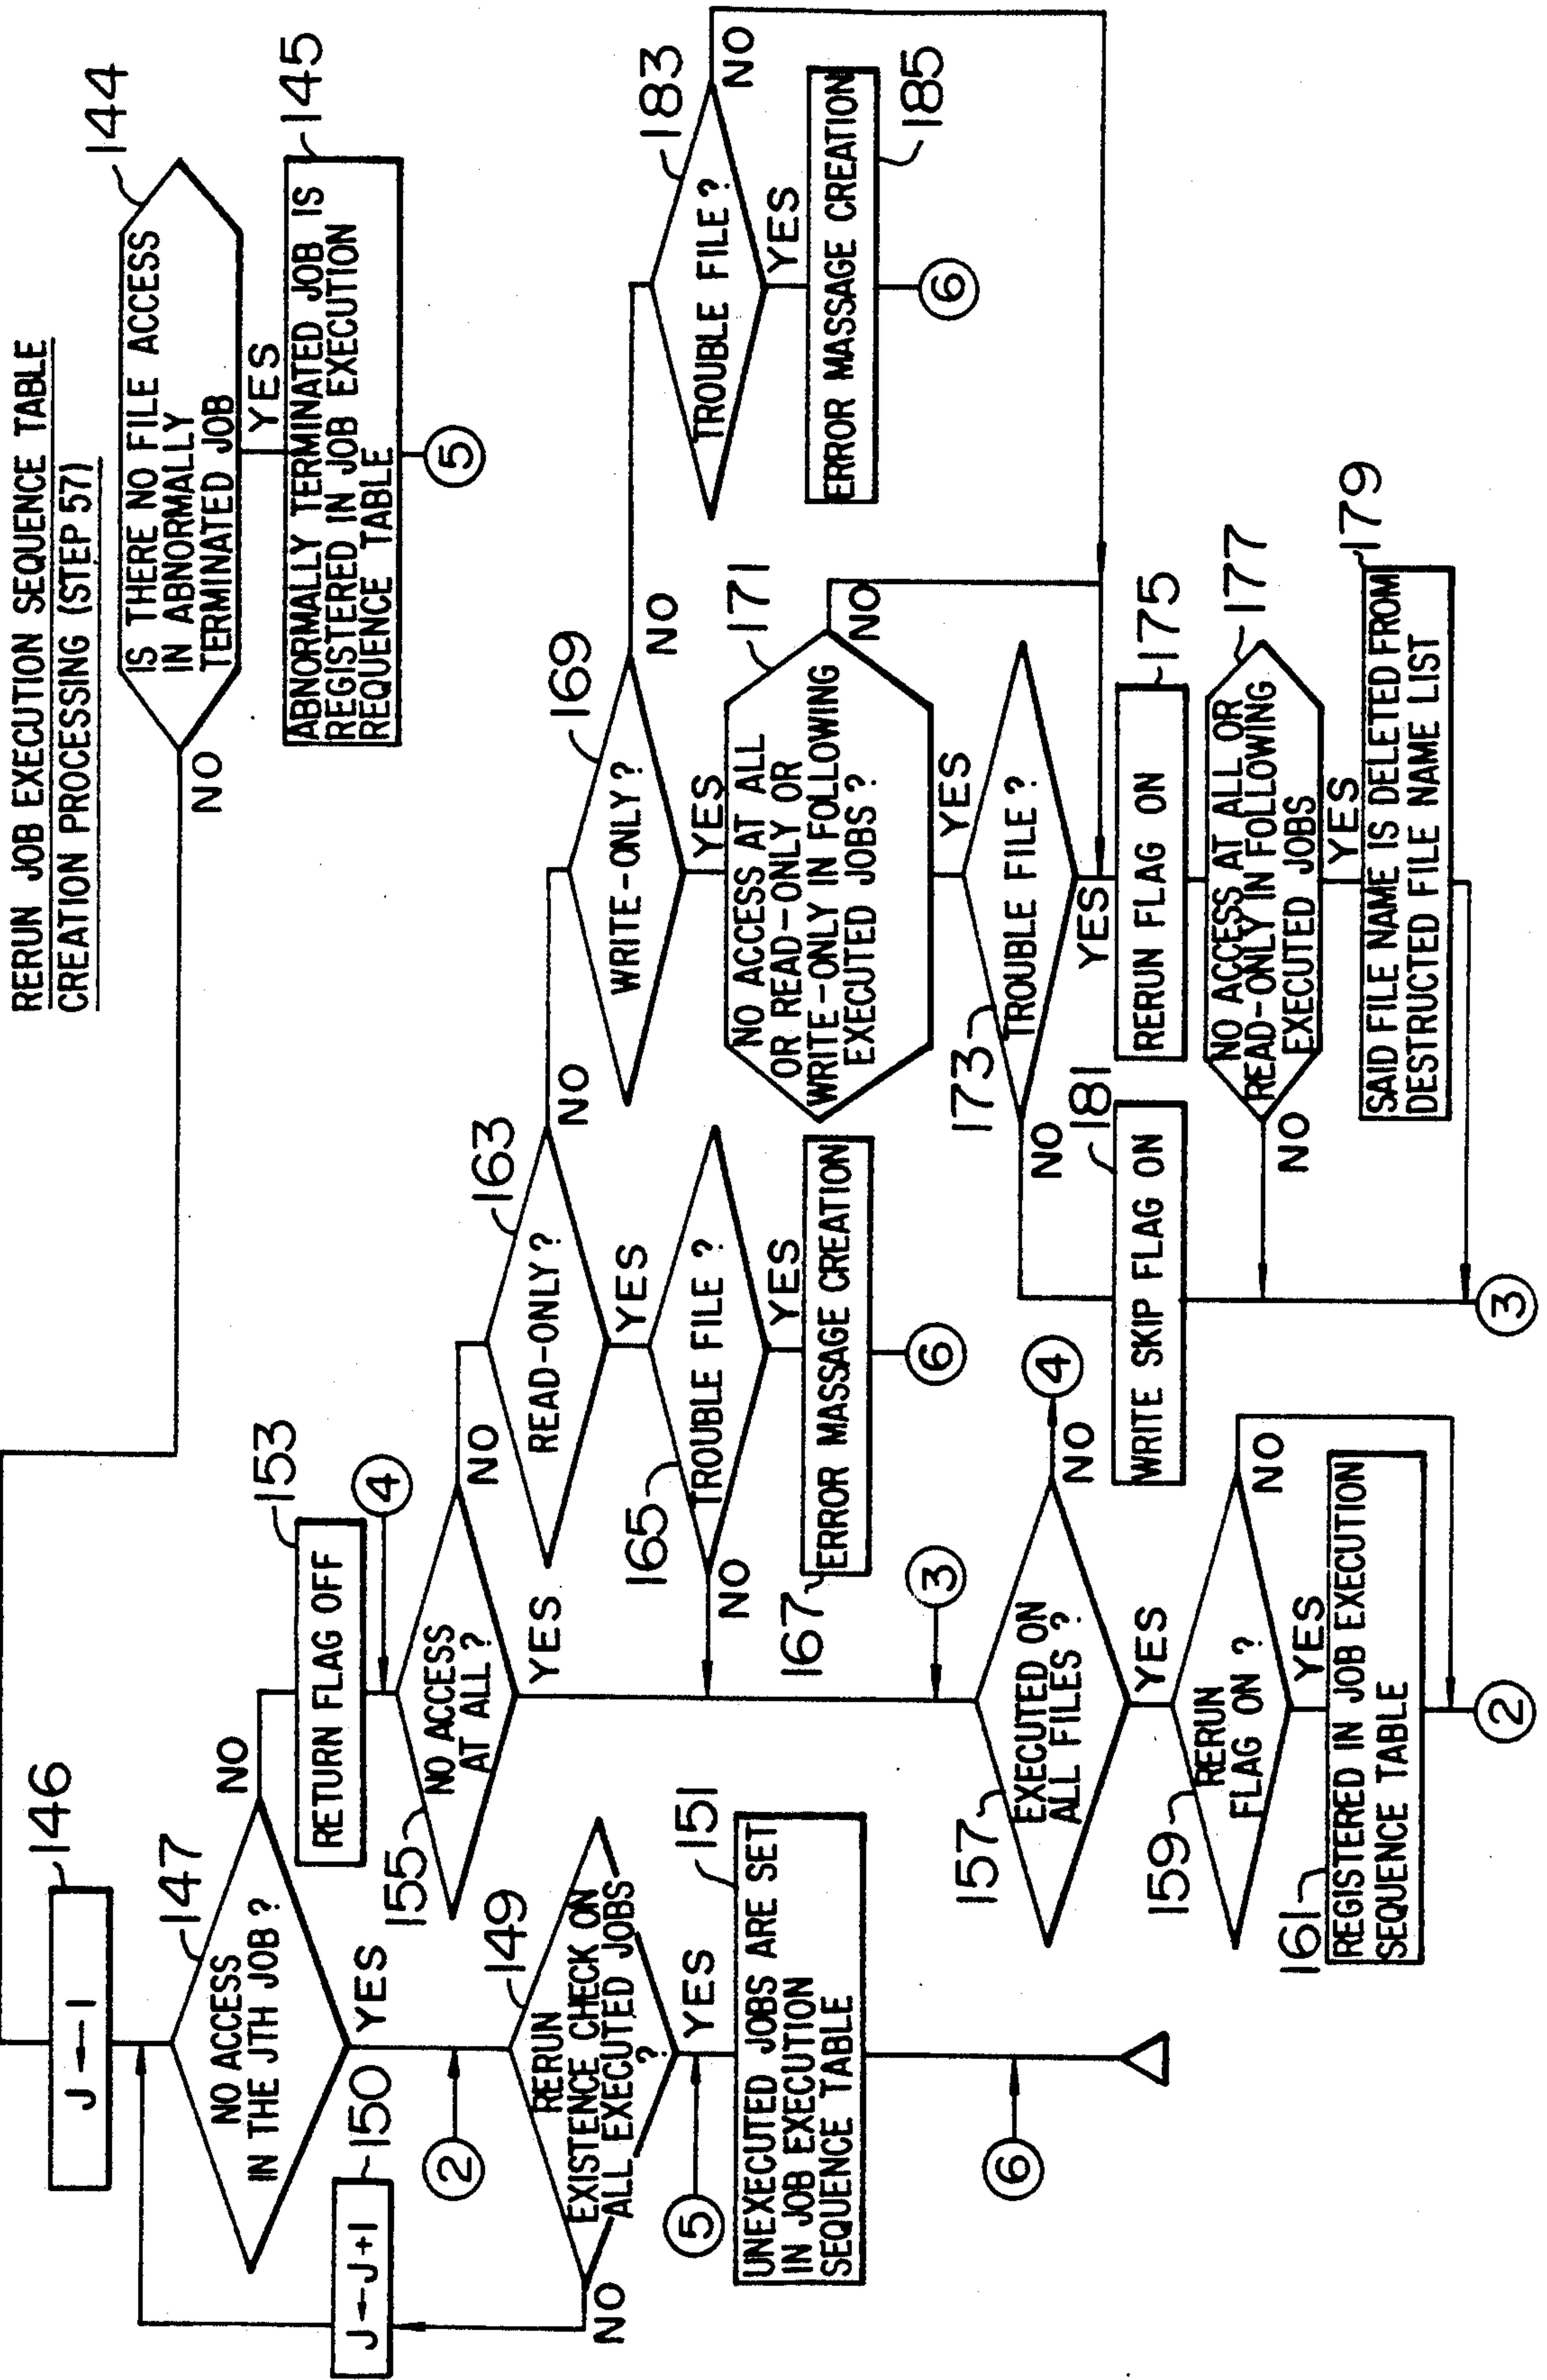 RERUN JOB EXECUTION SEQUENCE TABLE
CREATION PROCESSING (STEP 57)
144
IS THERE NO FILE ACCESS
IN ABNORMALLY
TERMINATED JOB
NO
YES
145
ABNORMALLY TERMINATED JOB IS
REGISTERED IN JOB EXECUTION
REQUENCE TABLE
5
146
J←1
147
NO ACCESS
IN THE JTH JOB ?
NO
YES
150
J←J+1
2
149
RERUN
EXISTENCE CHECK ON
ALL EXECUTED JOBS
?
NO
YES
5
151
UNEXECUTED JOBS ARE SET
IN JOB EXECUTION
SEQUENCE TABLE
6
153
RETURN FLAG OFF
4
155
NO ACCESS
AT ALL ?
NO
YES
3
157
EXECUTED ON
ALL FILES ?
NO
4
YES
159
RERUN
FLAG ON ?
NO
YES
161
REGISTERED IN JOB EXECUTION
SEQUENCE TABLE
2
163
READ-ONLY ?
NO
YES
165
TROUBLE FILE ?
NO
YES
167
ERROR MASSAGE CREATION
6
169
WRITE-ONLY ?
NO
YES
171
NO ACCESS AT ALL
OR READ-ONLY OR
WRITE-ONLY IN FOLLOWING
EXECUTED JOBS ?
NO
YES
173
TROUBLE FILE ?
NO
YES
181
WRITE SKIP FLAG ON
175
RERUN FLAG ON
177
NO ACCESS AT ALL OR
READ-ONLY IN FOLLOWING
EXECUTED JOBS
NO
YES
179
SAID FILE NAME IS DELETED FROM
DESTRUCTED FILE NAME LIST
3
183
TROUBLE FILE ?
NO
YES
ERROR MASSAGE CREATION
185
6